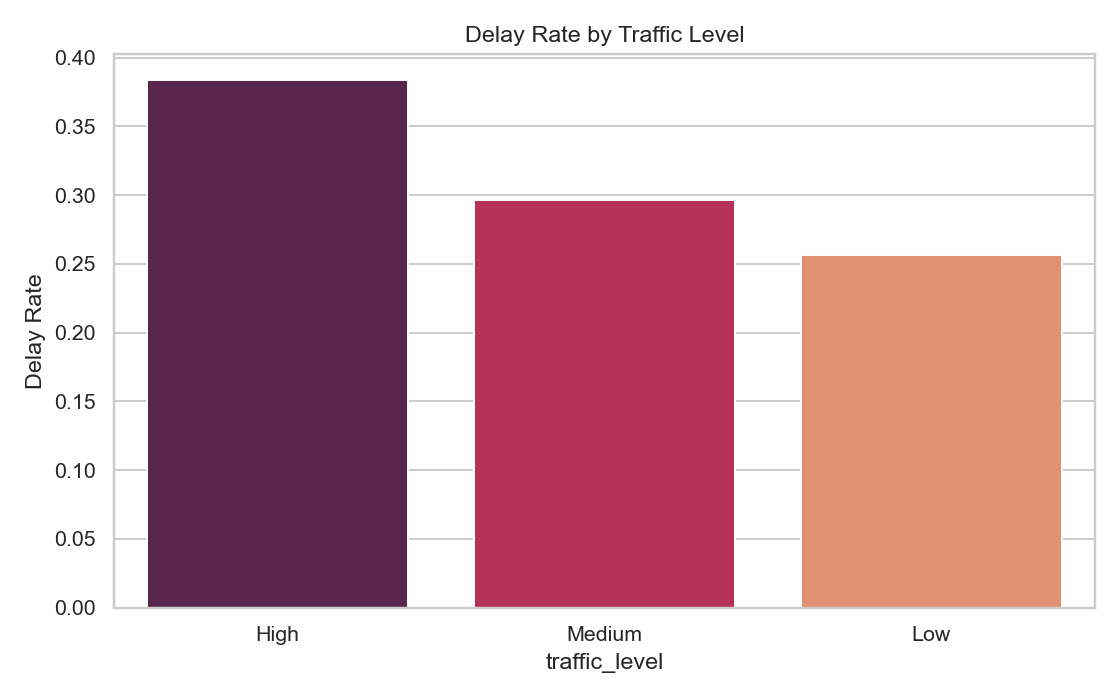 Delay Rate by Traffic Level
0.40
0.35
0.30
0.25
0.20
0.15
0.10
0.05
0.00
Delay Rate
High Medium Low
traffic_level